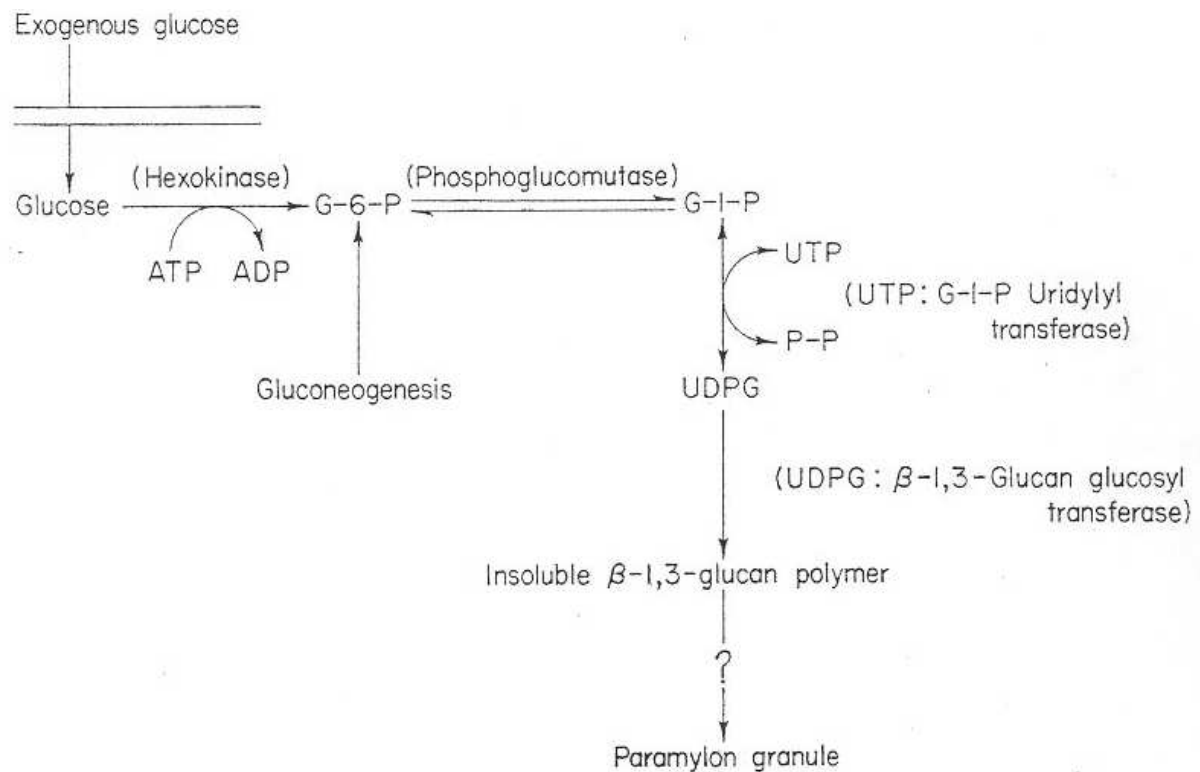 Exogenous glucose
(Hexokinase)
(Phosphoglucomutase)
Glucose
G-6-P
G-1-P
ATP
ADP
UTP
(UTP: G-1-P Uridylyl
transferase)
P-P
Gluconeogenesis
UDPG
(UDPG: β-1,3-Glucan glucosyl
transferase)
Insoluble β-1,3-glucan polymer
?
Paramylon granule